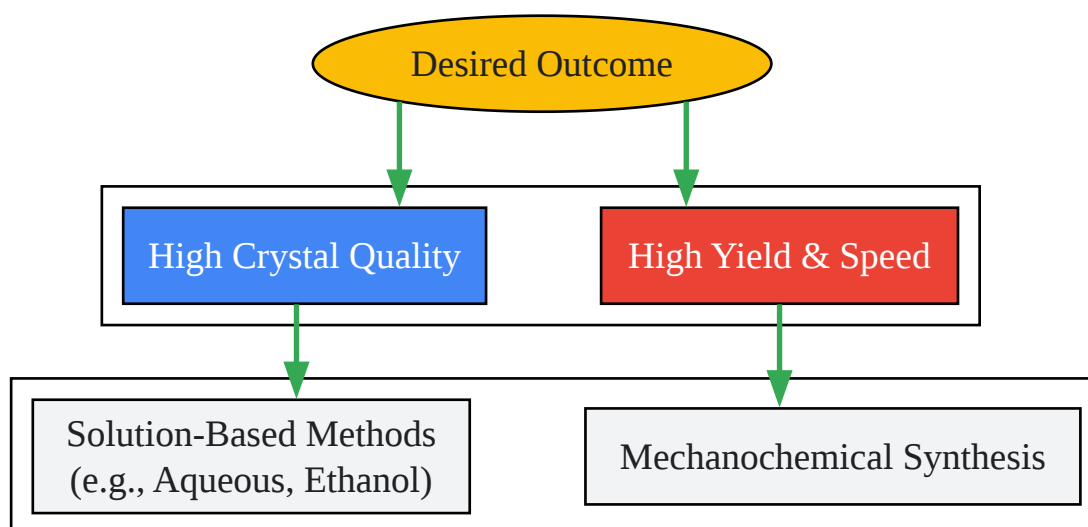 Desired Outcome
High Crystal Quality
High Yield & Speed
Solution-Based Methods
(e.g., Aqueous, Ethanol)
Mechanochemical Synthesis